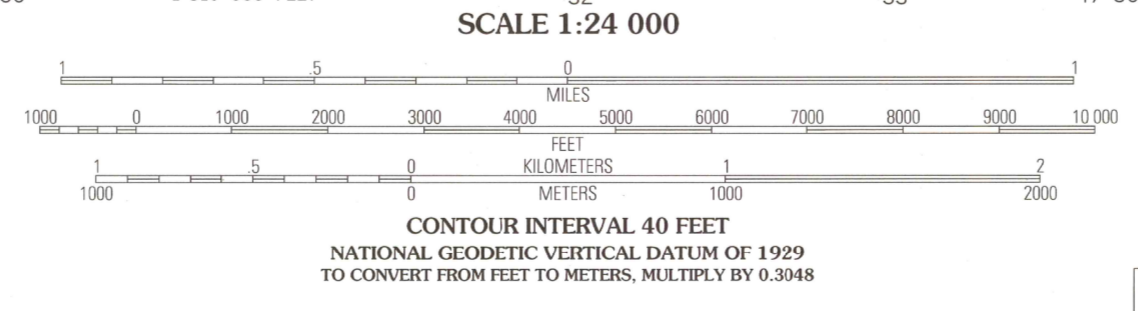 SCALE 1:24 000
1 .5 0 1
MILES
1000 0 1000 2000 3000 4000 5000 6000 7000 8000 9000 10 000
FEET
1 .5 0 KILOMETERS 1 2
1000 0 METERS 1000 2000
CONTOUR INTERVAL 40 FEET
NATIONAL GEODETIC VERTICAL DATUM OF 1929
TO CONVERT FROM FEET TO METERS, MULTIPLY BY 0.3048